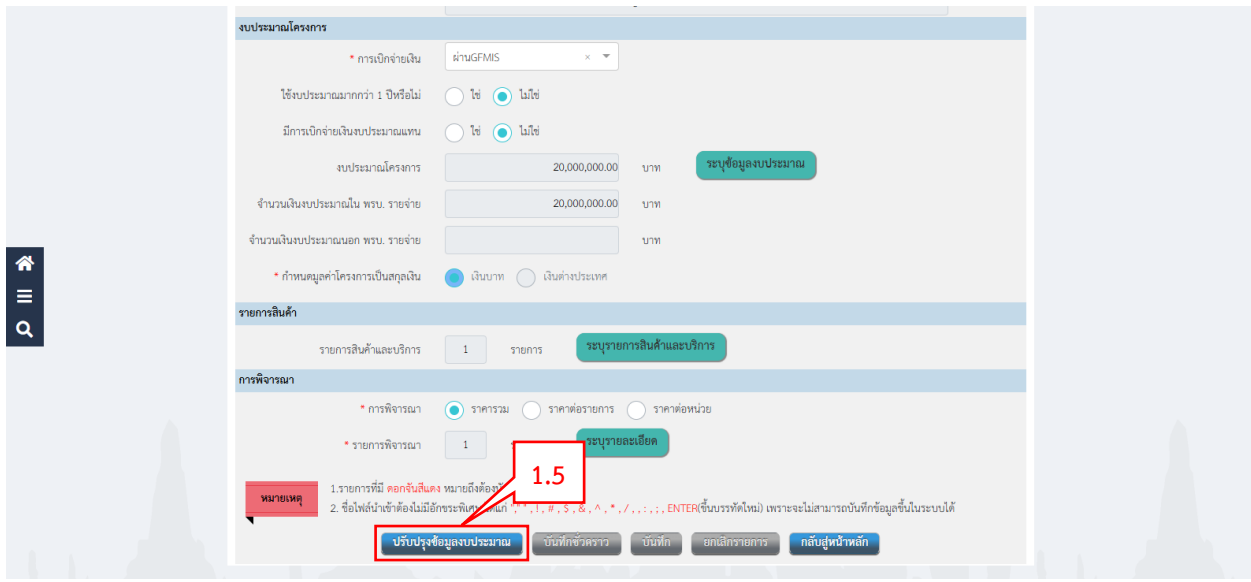 งบประมาณโครงการ
* การเบิกจ่ายเงิน ผ่านGFMIS ×
ใช้งบประมาณมากกว่า 1 ปีหรือไม่ ใช่ ไม่ใช่
มีการเบิกจ่ายเงินงบประมาณแทน ใช่ ไม่ใช่
งบประมาณโครงการ 20,000,000.00 บาท ระบุข้อมูลงบประมาณ
จำนวนเงินงบประมาณใน พรบ. รายจ่าย 20,000,000.00 บาท
จำนวนเงินงบประมาณนอก พรบ. รายจ่าย บาท
* กำหนดมูลค่าโครงการเป็นสกุลเงิน เงินบาท เงินต่างประเทศ
รายการสินค้า
รายการสินค้าและบริการ 1 รายการ ระบุรายการสินค้าและบริการ
การพิจารณา
* การพิจารณา ราคารวม ราคาต่อรายการ ราคาต่อหน่วย
* รายการพิจารณา 1 ระบุรายละเอียด
1.5
หมายเหตุ
1.รายการที่มี ดอกจันสีแดง หมายถึงต้อง
2. ชื่อไฟล์นำเข้าต้องไม่มีอักขระพิเศษ ได้แก่ ", ' , ! , # , $ , & , ^ , * , / , , : , ; , ENTER(ขึ้นบรรทัดใหม่) เพราะจะไม่สามารถบันทึกข้อมูลขึ้นในระบบได้
ปรับปรุงข้อมูลงบประมาณ บันทึกชั่วคราว บันทึก ยกเลิกรายการ กลับสู่หน้าหลัก